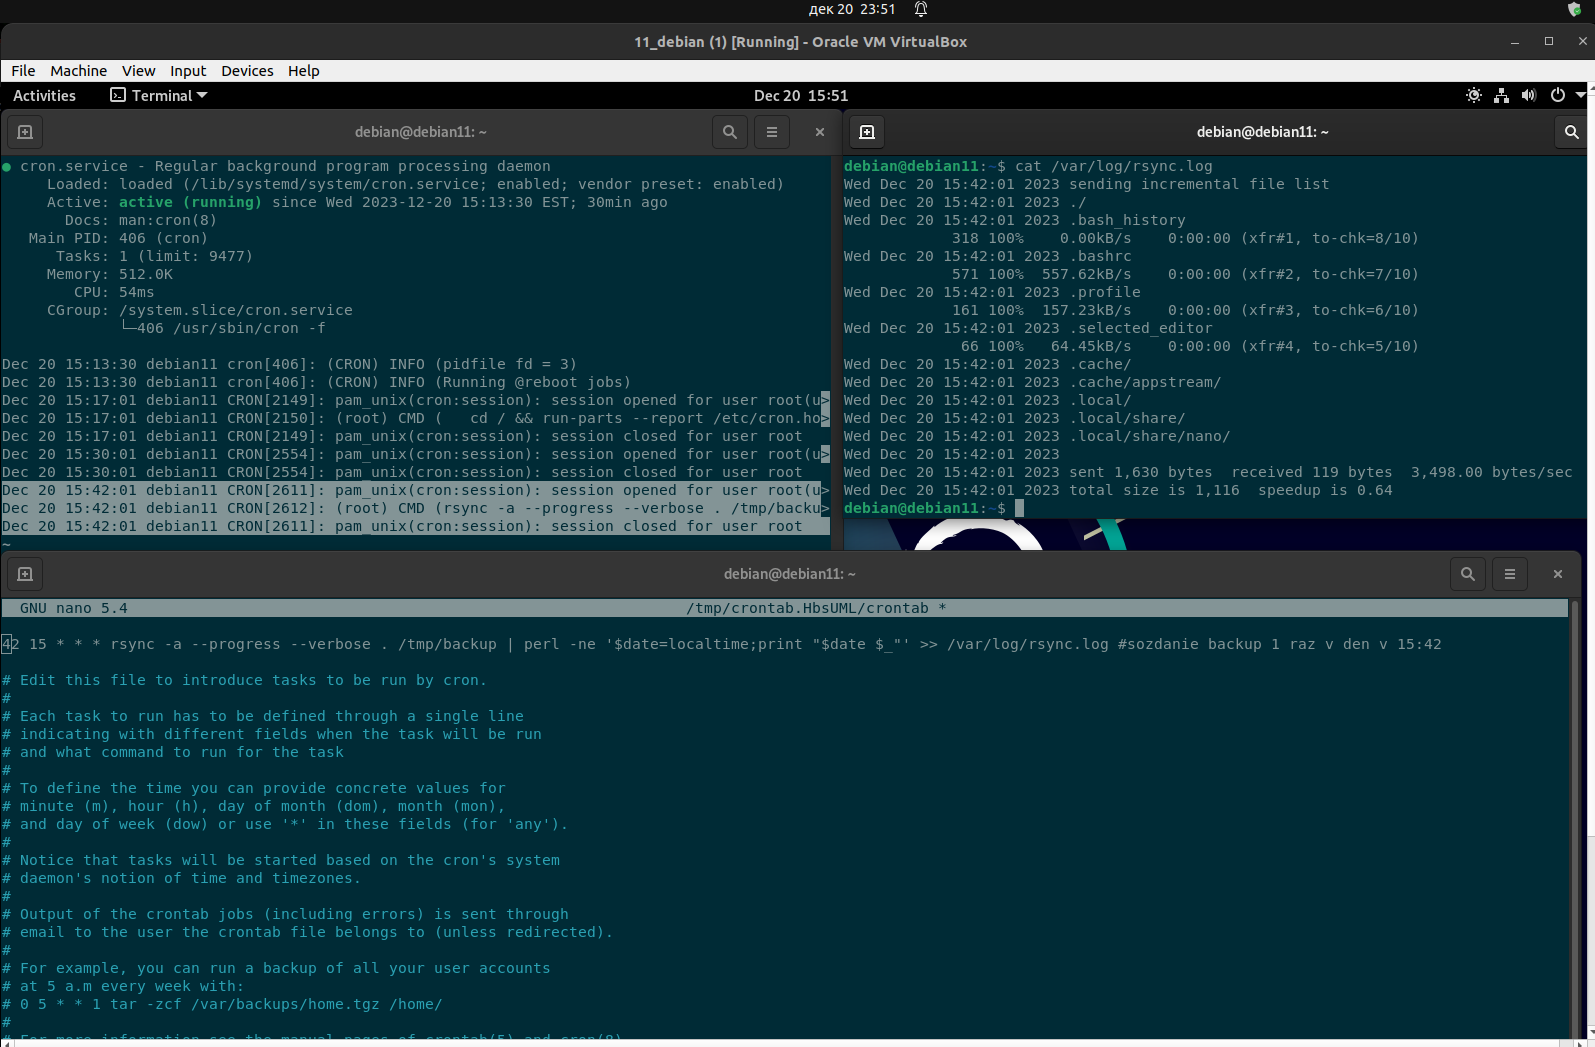 дек 20 23:51
11_debian (1) [Running] - Oracle VM VirtualBox
File Machine View Input Devices Help
Activities Terminal Dec 20 15:51
debian@debian11: ~
● cron.service - Regular background program processing daemon
Loaded: loaded (/lib/systemd/system/cron.service; enabled; vendor preset: enabled)
Active: active (running) since Wed 2023-12-20 15:13:30 EST; 30min ago
Docs: man:cron(8)
Main PID: 406 (cron)
Tasks: 1 (limit: 9477)
Memory: 512.0K
CPU: 54ms
CGroup: /system.slice/cron.service
└─406 /usr/sbin/cron -f
Dec 20 15:13:30 debian11 cron[406]: (CRON) INFO (pidfile fd = 3)
Dec 20 15:13:30 debian11 cron[406]: (CRON) INFO (Running @reboot jobs)
Dec 20 15:17:01 debian11 CRON[2149]: pam_unix(cron:session): session opened for user root(u>
Dec 20 15:17:01 debian11 CRON[2150]: (root) CMD (   cd / && run-parts --report /etc/cron.ho>
Dec 20 15:17:01 debian11 CRON[2149]: pam_unix(cron:session): session closed for user root
Dec 20 15:30:01 debian11 CRON[2554]: pam_unix(cron:session): session opened for user root(u>
Dec 20 15:30:01 debian11 CRON[2554]: pam_unix(cron:session): session closed for user root
Dec 20 15:42:01 debian11 CRON[2611]: pam_unix(cron:session): session opened for user root(u>
Dec 20 15:42:01 debian11 CRON[2612]: (root) CMD (rsync -a --progress --verbose . /tmp/backu>
Dec 20 15:42:01 debian11 CRON[2611]: pam_unix(cron:session): session closed for user root
~
debian@debian11: ~
debian@debian11:~$ cat /var/log/rsync.log
Wed Dec 20 15:42:01 2023 sending incremental file list
Wed Dec 20 15:42:01 2023 ./
Wed Dec 20 15:42:01 2023 .bash_history
318 100%    0.00kB/s    0:00:00 (xfr#1, to-chk=8/10)
Wed Dec 20 15:42:01 2023 .bashrc
571 100%  557.62kB/s    0:00:00 (xfr#2, to-chk=7/10)
Wed Dec 20 15:42:01 2023 .profile
161 100%  157.23kB/s    0:00:00 (xfr#3, to-chk=6/10)
Wed Dec 20 15:42:01 2023 .selected_editor
66 100%   64.45kB/s    0:00:00 (xfr#4, to-chk=5/10)
Wed Dec 20 15:42:01 2023 .cache/
Wed Dec 20 15:42:01 2023 .cache/appstream/
Wed Dec 20 15:42:01 2023 .local/
Wed Dec 20 15:42:01 2023 .local/share/
Wed Dec 20 15:42:01 2023 .local/share/nano/
Wed Dec 20 15:42:01 2023
Wed Dec 20 15:42:01 2023 sent 1,630 bytes  received 119 bytes  3,498.00 bytes/sec
Wed Dec 20 15:42:01 2023 total size is 1,116  speedup is 0.64
debian@debian11:~$
debian@debian11: ~
GNU nano 5.4 /tmp/crontab.HbsUML/crontab *
42 15 * * * rsync -a --progress --verbose . /tmp/backup | perl -ne '$date=localtime;print "$date $_"' >> /var/log/rsync.log #sozdanie backup 1 raz v den v 15:42
# Edit this file to introduce tasks to be run by cron.
#
# Each task to run has to be defined through a single line
# indicating with different fields when the task will be run
# and what command to run for the task
#
# To define the time you can provide concrete values for
# minute (m), hour (h), day of month (dom), month (mon),
# and day of week (dow) or use '*' in these fields (for 'any').
#
# Notice that tasks will be started based on the cron's system
# daemon's notion of time and timezones.
#
# Output of the crontab jobs (including errors) is sent through
# email to the user the crontab file belongs to (unless redirected).
#
# For example, you can run a backup of all your user accounts
# at 5 a.m every week with:
# 0 5 * * 1 tar -zcf /var/backups/home.tgz /home/
#
# For more information see the manual pages of crontab(5) and cron(8)